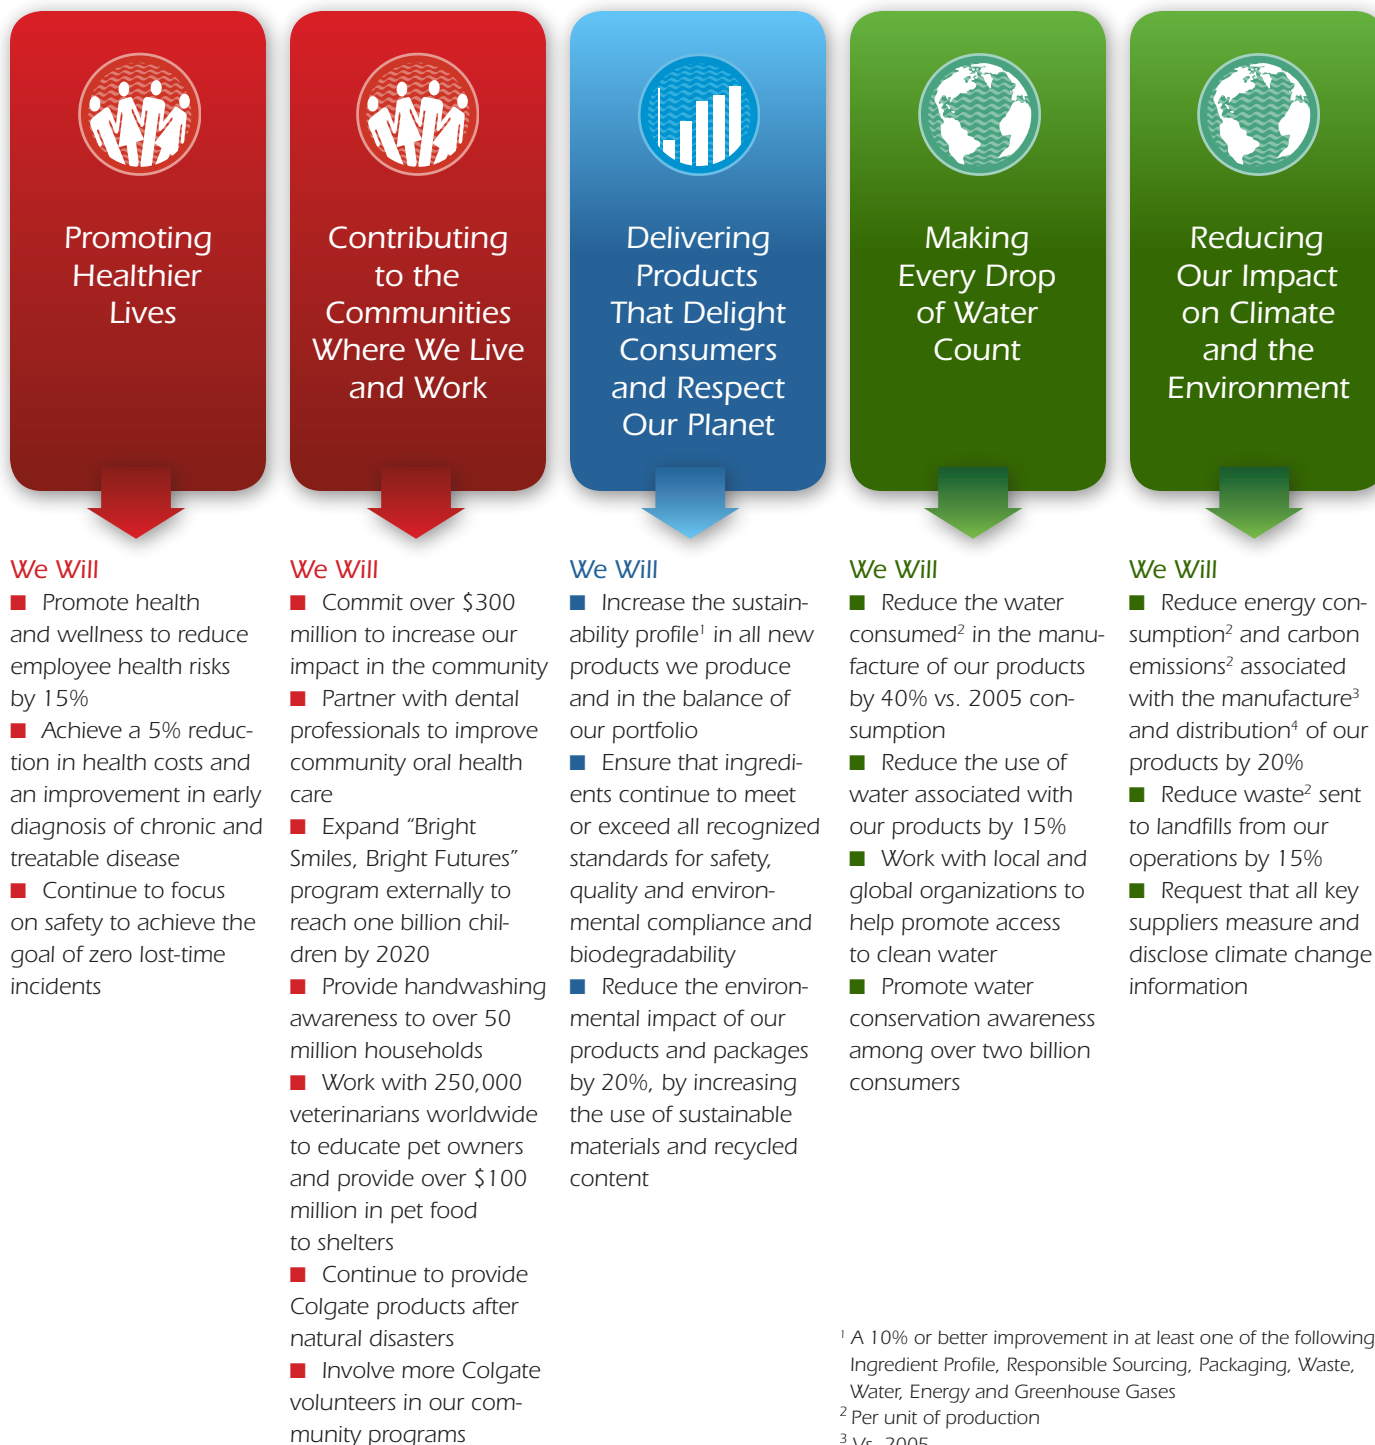 Promoting
Healthier
Lives
Contributing
to the
Communities
Where We Live
and Work
Delivering
Products
That Delight
Consumers
and Respect
Our Planet
Making
Every Drop
of Water
Count
Reducing
Our Impact
on Climate
and the
Environment
We Will
■ Promote health
and wellness to reduce
employee health risks
by 15%
■ Achieve a 5% reduc-
tion in health costs and
an improvement in early
diagnosis of chronic and
treatable disease
■ Continue to focus
on safety to achieve the
goal of zero lost-time
incidents
We Will
■ Commit over $300
million to increase our
impact in the community
■ Partner with dental
professionals to improve
community oral health
care
■ Expand “Bright
Smiles, Bright Futures”
program externally to
reach one billion chil-
dren by 2020
■ Provide handwashing
awareness to over 50
million households
■ Work with 250,000
veterinarians worldwide
to educate pet owners
and provide over $100
million in pet food
to shelters
■ Continue to provide
Colgate products after
natural disasters
■ Involve more Colgate
volunteers in our com-
munity programs
We Will
■ Increase the sustain-
ability profile¹ in all new
products we produce
and in the balance of
our portfolio
■ Ensure that ingredi-
ents continue to meet
or exceed all recognized
standards for safety,
quality and environ-
mental compliance and
biodegradability
■ Reduce the environ-
mental impact of our
products and packages
by 20%, by increasing
the use of sustainable
materials and recycled
content
We Will
■ Reduce the water
consumed² in the manu-
facture of our products
by 40% vs. 2005 con-
sumption
■ Reduce the use of
water associated with
our products by 15%
■ Work with local and
global organizations to
help promote access
to clean water
■ Promote water
conservation awareness
among over two billion
consumers
We Will
■ Reduce energy con-
sumption² and carbon
emissions² associated
with the manufacture³
and distribution⁴ of our
products by 20%
■ Reduce waste² sent
to landfills from our
operations by 15%
■ Request that all key
suppliers measure and
disclose climate change
information
¹ A 10% or better improvement in at least one of the following
Ingredient Profile, Responsible Sourcing, Packaging, Waste,
Water, Energy and Greenhouse Gases
² Per unit of production
³ Vs. 2005